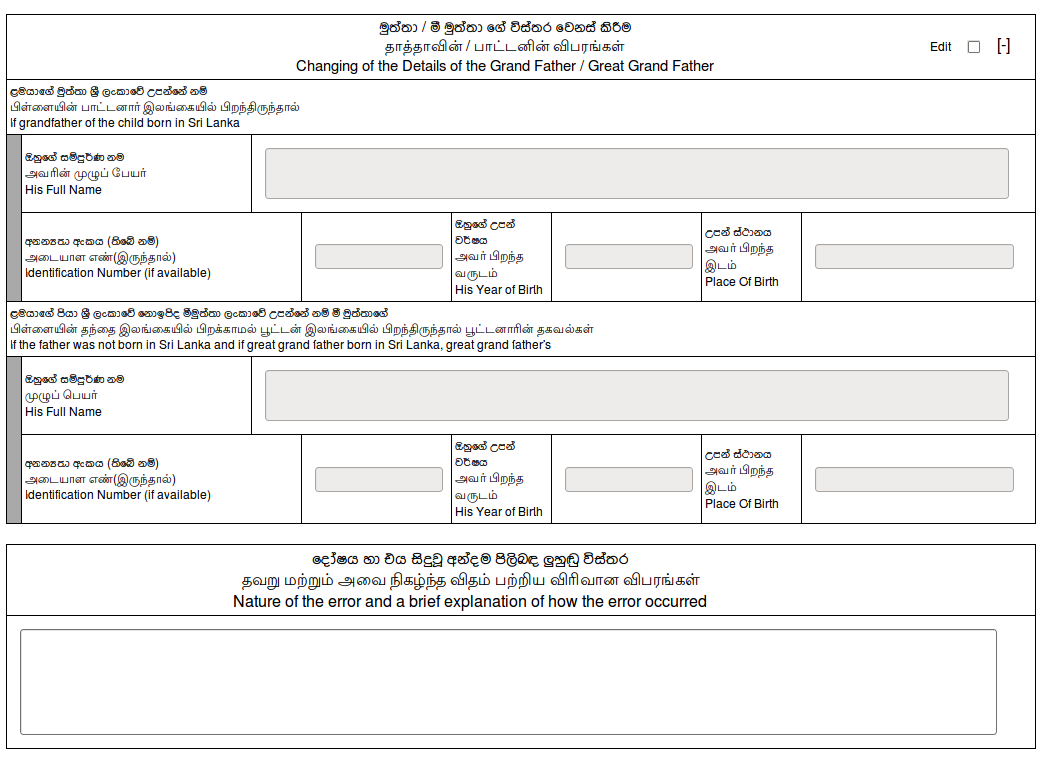 මුත්තා / මී මුත්තා ගේ විස්තර වෙනස් කිරීම
தாத்தாவின் / பாட்டனின் விபரங்கள்
Changing of the Details of the Grand Father / Great Grand Father
Edit [-]
ළමයාගේ මුත්තා ශ්‍රී ලංකාවේ උපන්නේ නම්
பிள்ளையின் பாட்டனார் இலங்கையில் பிறந்திருந்தால்
If grandfather of the child born in Sri Lanka
ඔහුගේ සම්පූර්ණ නම
அவரின் முழுப் பேயர்
His Full Name
අනන්‍යතා අංකය (තිබේ නම්)
அடையாள எண்(இருந்தால்)
Identification Number (if available)
ඔහුගේ උපන්
වර්ෂය
அவர் பிறந்த
வருடம்
His Year of Birth
උපන් ස්ථානය
அவர் பிறந்த
இடம்
Place Of Birth
ළමයාගේ පියා ශ්‍රී ලංකාවේ නොඉපිද මීමුත්තා ලංකාවේ උපන්නේ නම් මී මුත්තාගේ
பிள்ளையின் தந்தை இலங்கையில் பிறக்காமல் பூட்டன் இலங்கையில் பிறந்திருந்தால் பூட்டனாரின் தகவல்கள்
If the father was not born in Sri Lanka and if great grand father born in Sri Lanka, great grand father's
ඔහුගේ සම්පූර්ණ නම
முழுப் பெயர்
His Full Name
අනන්‍යතා අංකය (තිබේ නම්)
அடையாள எண்(இருந்தால்)
Identification Number (if available)
ඔහුගේ උපන්
වර්ෂය
அவர் பிறந்த
வருடம்
His Year of Birth
උපන් ස්ථානය
அவர் பிறந்த
இடம்
Place Of Birth
දෝෂය හා එය සිදුවූ අන්දම පිලිබඳ ලුහුඬු විස්තර
தவறு மற்றும் அவை நிகழ்ந்த விதம் பற்றிய விரிவான விபரங்கள்
Nature of the error and a brief explanation of how the error occurred